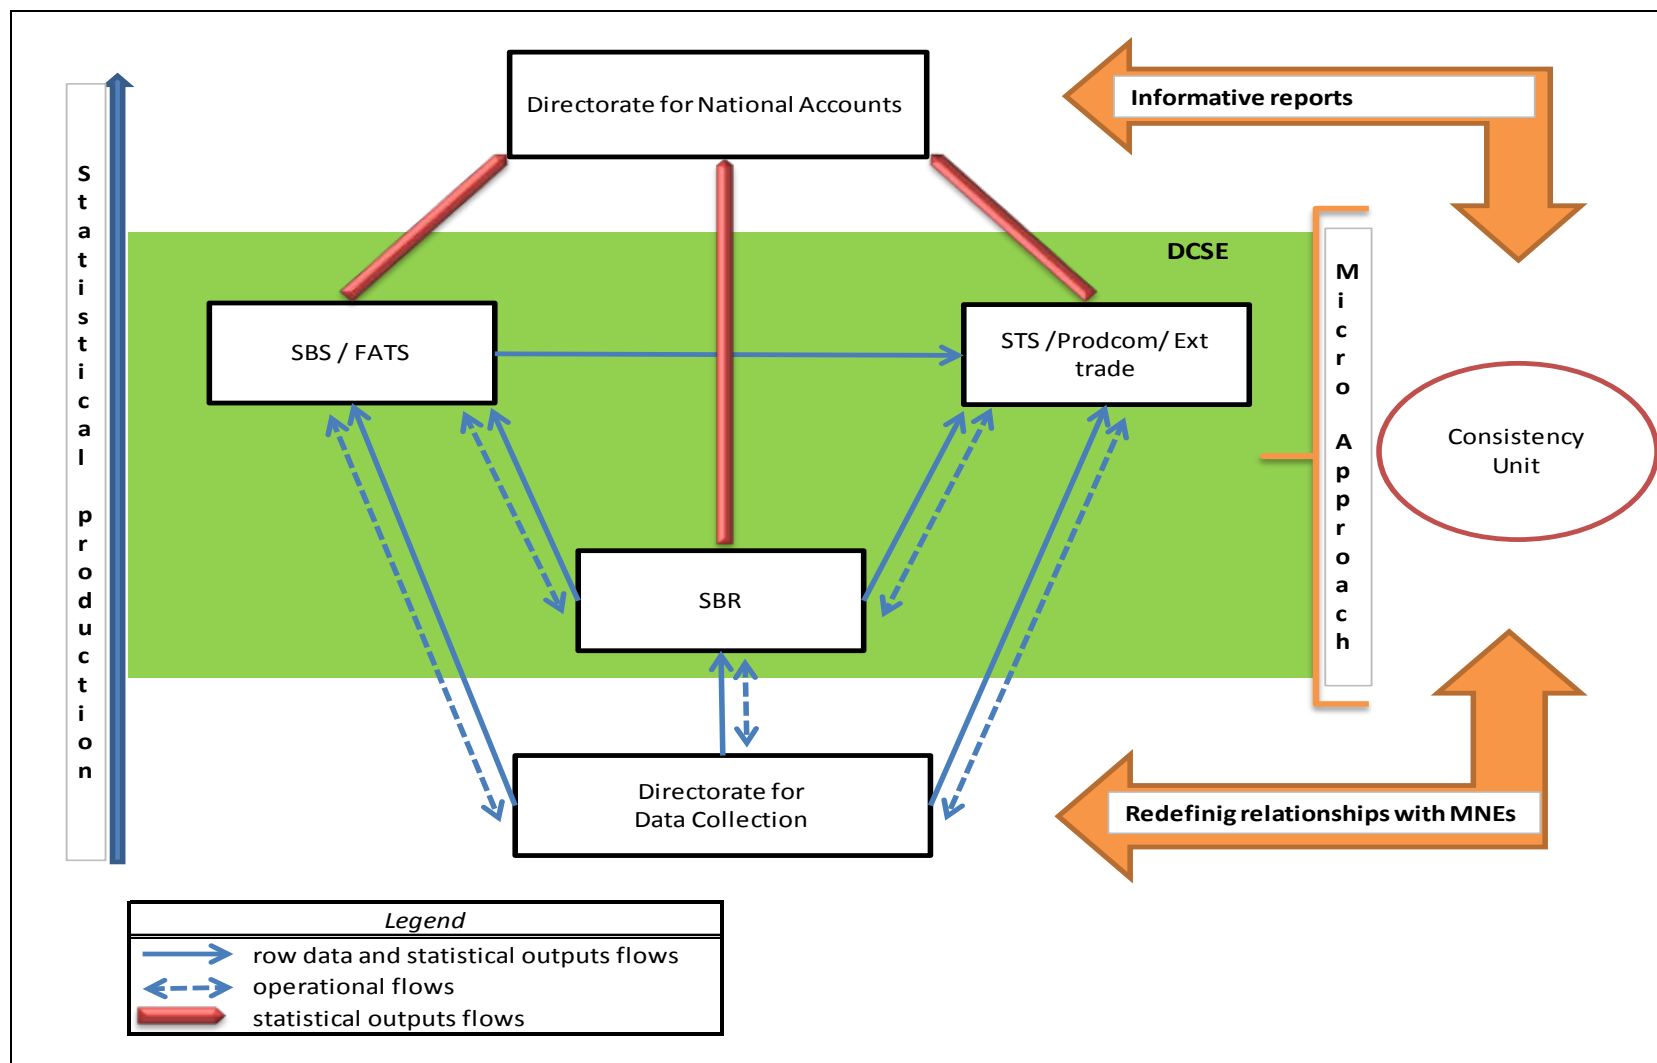 Directorate for National Accounts
Informative reports
Statistical production
DCSE
SBS / FATS
STS /Prodcom/ Ext
trade
Micro Approach
Consistency
Unit
SBR
Directorate for
Data Collection
Redefinig relationships with MNEs
Legend
row data and statistical outputs flows
operational flows
statistical outputs flows